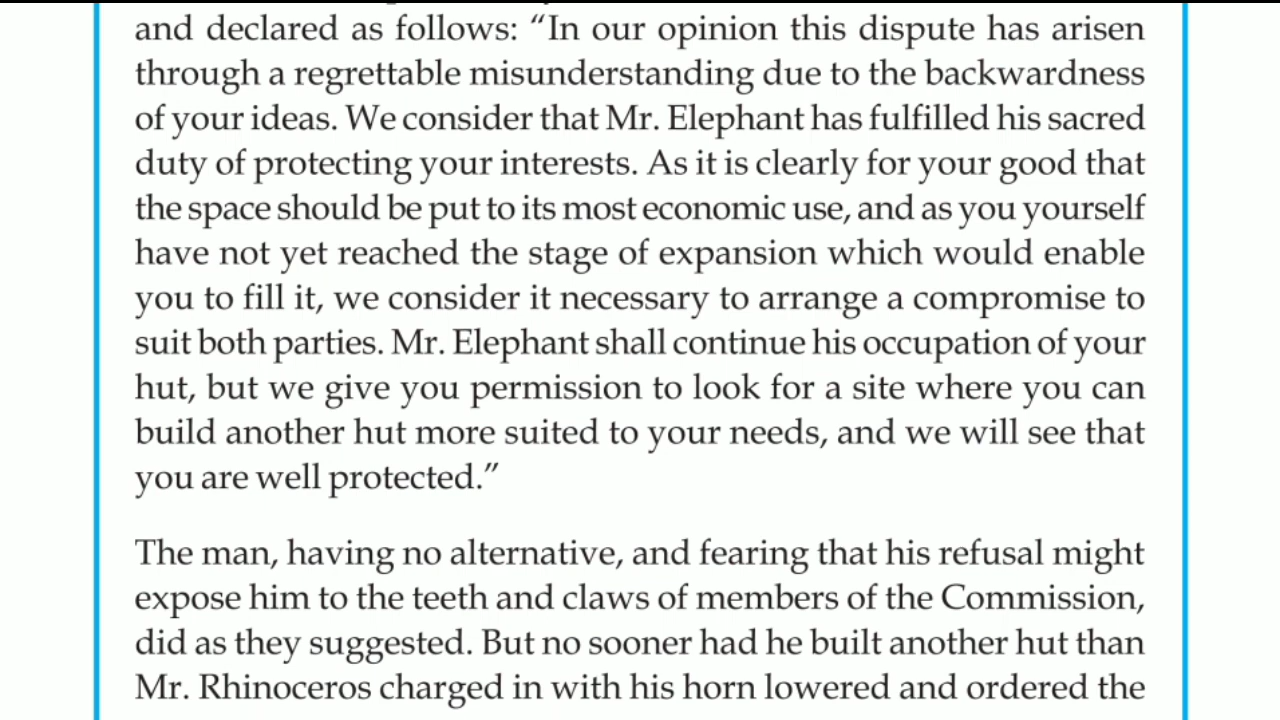 and declared as follows: “In our opinion this dispute has arisen
through a regrettable misunderstanding due to the backwardness
of your ideas. We consider that Mr. Elephant has fulfilled his sacred
duty of protecting your interests. As it is clearly for your good that
the space should be put to its most economic use, and as you yourself
have not yet reached the stage of expansion which would enable
you to fill it, we consider it necessary to arrange a compromise to
suit both parties. Mr. Elephant shall continue his occupation of your
hut, but we give you permission to look for a site where you can
build another hut more suited to your needs, and we will see that
you are well protected.”
The man, having no alternative, and fearing that his refusal might
expose him to the teeth and claws of members of the Commission,
did as they suggested. But no sooner had he built another hut than
Mr. Rhinoceros charged in with his horn lowered and ordered the